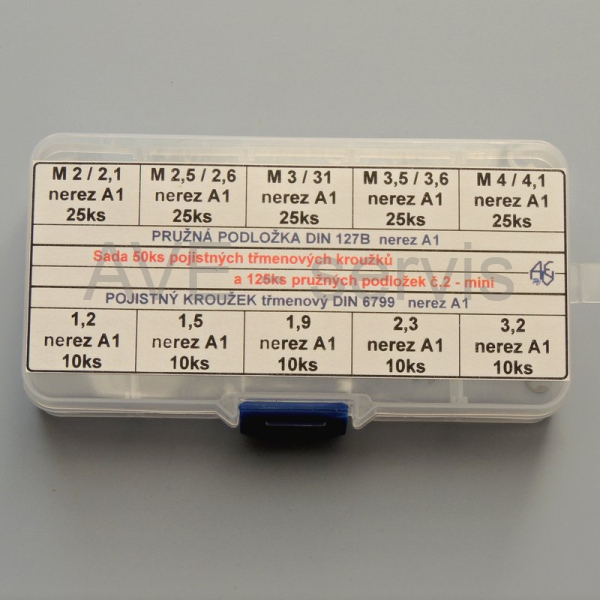 M 2 / 2,1 M 2,5 / 2,6 M 3 / 31 M 3,5 / 3,6 M 4 / 4,1
nerez A1 nerez A1 nerez A1 nerez A1 nerez A1
25ks 25ks 25ks 25ks 25ks
PRUŽNÁ PODLOŽKA DIN 127B nerez A1
Sada 50ks pojistných třmenových kroužků
a 125ks pružných podložek č.2 - mini
AVE - servis
POJISTNÝ KROUŽEK třmenový DIN 6799 nerez A1
1,2 1,5 1,9 2,3 3,2
nerez A1 nerez A1 nerez A1 nerez A1 nerez A1
10ks 10ks 10ks 10ks 10ks